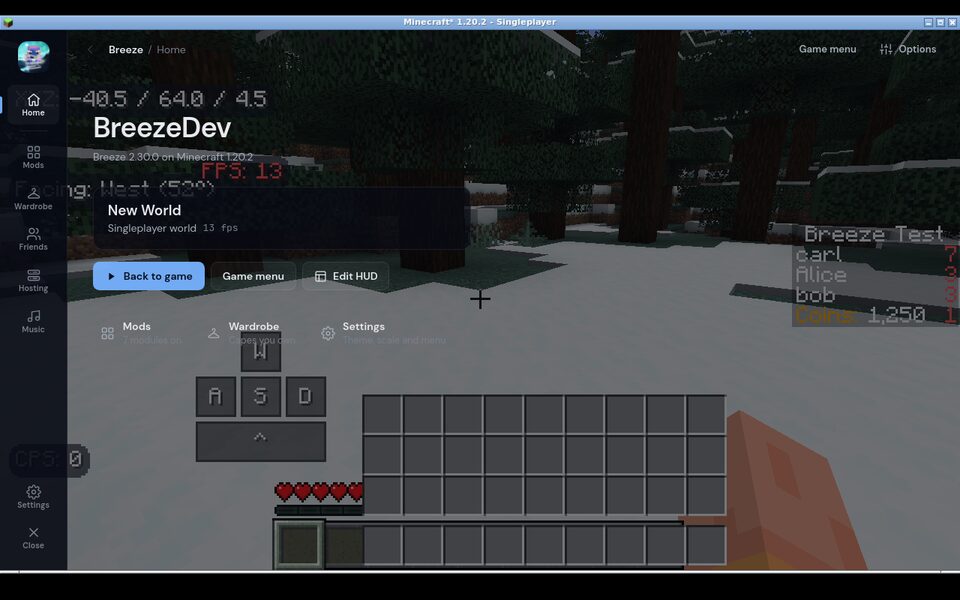 Minecraft* 1.20.2 - Singleplayer
Breeze / Home
Game menu
Options
-40.5 / 64.0 / 4.5
Home
BreezeDev
Breeze 2.30.0 on Minecraft 1.20.2
FPS: 13
Mods
Facing: West (52°)
Wardrobe
New World
Singleplayer world 13 fps
Friends
Breeze Test
carl 7
Alice 3
bob 3
Coins: 1,250 1
Back to game
Game menu
Edit HUD
Hosting
Music
Mods
7 modules on
Wardrobe
Capes you own
Settings
Theme, scale and menu
W
A S D
^
CPS: 0
Settings
Close